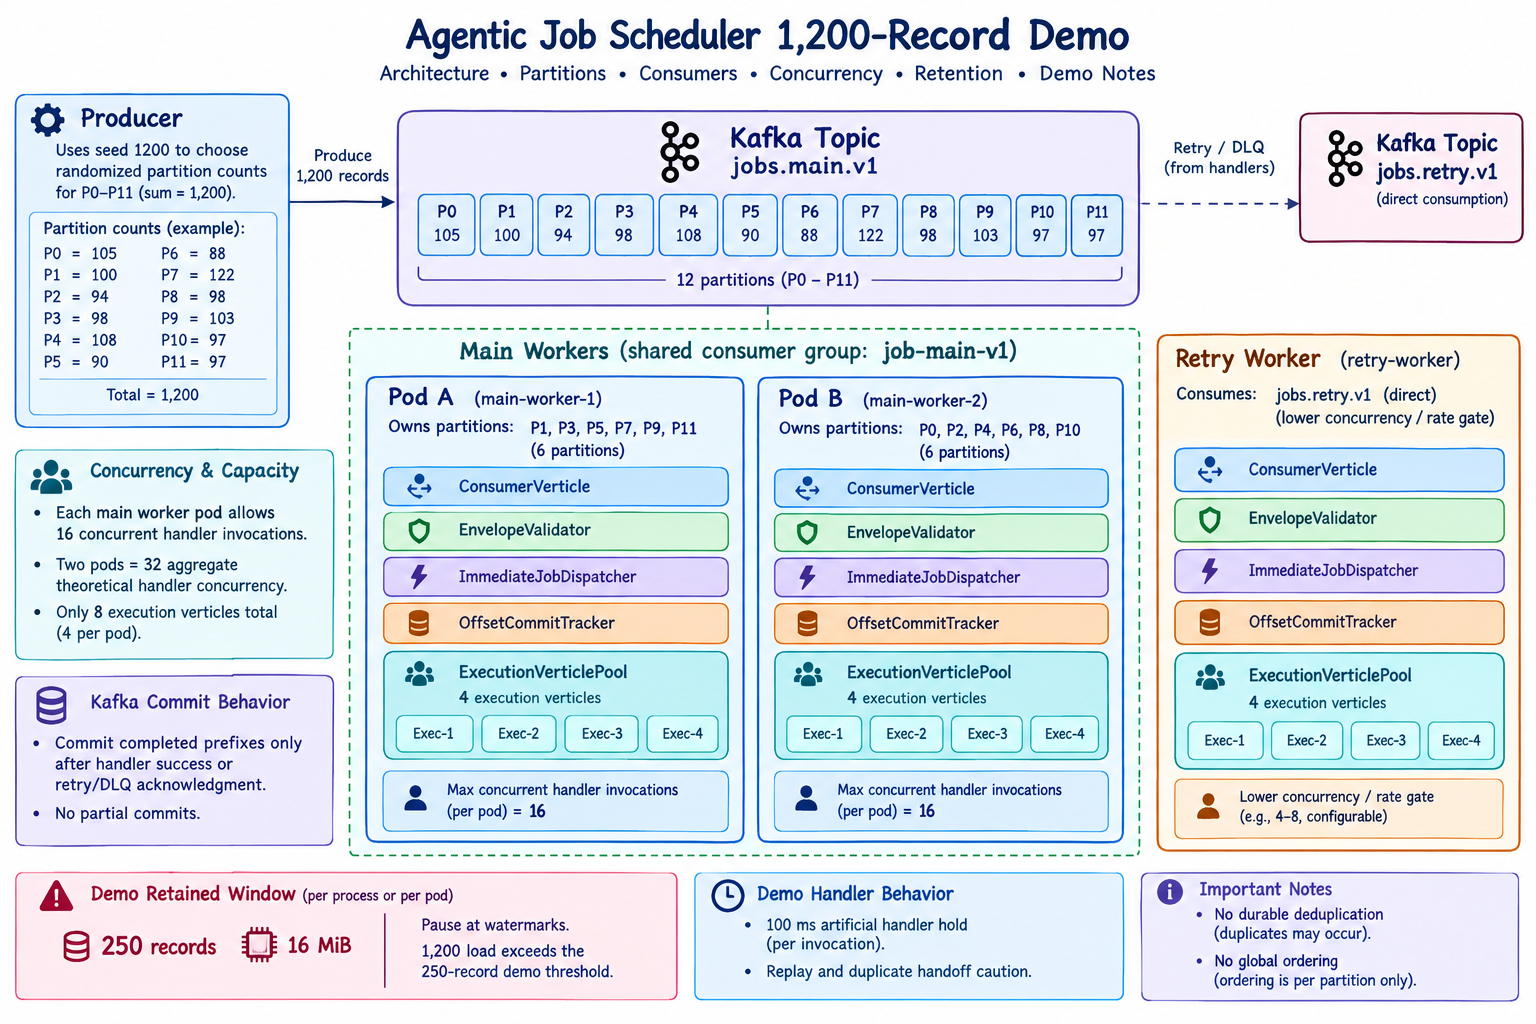 Agentic Job Scheduler 1,200-Record Demo
Architecture • Partitions • Consumers • Concurrency • Retention • Demo Notes
Producer
Uses seed 1200 to choose
randomized partition counts
for P0–P11 (sum = 1,200).
Partition counts (example):
P0 = 105 P6 = 88
P1 = 100 P7 = 122
P2 = 94 P8 = 98
P3 = 98 P9 = 103
P4 = 108 P10 = 97
P5 = 90 P11 = 97
Total = 1,200
Produce
1,200 records
Kafka Topic
jobs.main.v1
P0 P1 P2 P3 P4 P5 P6 P7 P8 P9 P10 P11
105 100 94 98 108 90 88 122 98 103 97 97
12 partitions (P0 – P11)
Retry / DLQ
(from handlers)
Kafka Topic
jobs.retry.v1
(direct consumption)
Main Workers (shared consumer group: job-main-v1)
Pod A (main-worker-1)
Owns partitions: P1, P3, P5, P7, P9, P11
(6 partitions)
ConsumerVerticle
EnvelopeValidator
ImmediateJobDispatcher
OffsetCommitTracker
ExecutionVerticlePool
4 execution verticles
Exec-1 Exec-2 Exec-3 Exec-4
Max concurrent handler invocations
(per pod) = 16
Pod B (main-worker-2)
Owns partitions: P0, P2, P4, P6, P8, P10
(6 partitions)
ConsumerVerticle
EnvelopeValidator
ImmediateJobDispatcher
OffsetCommitTracker
ExecutionVerticlePool
4 execution verticles
Exec-1 Exec-2 Exec-3 Exec-4
Max concurrent handler invocations
(per pod) = 16
Retry Worker (retry-worker)
Consumes: jobs.retry.v1 (direct)
(lower concurrency / rate gate)
ConsumerVerticle
EnvelopeValidator
ImmediateJobDispatcher
OffsetCommitTracker
ExecutionVerticlePool
4 execution verticles
Exec-1 Exec-2 Exec-3 Exec-4
Lower concurrency / rate gate
(e.g., 4–8, configurable)
Concurrency & Capacity
• Each main worker pod allows
16 concurrent handler invocations.
• Two pods = 32 aggregate
theoretical handler concurrency.
• Only 8 execution verticles total
(4 per pod).
Kafka Commit Behavior
• Commit completed prefixes only
after handler success or
retry/DLQ acknowledgment.
• No partial commits.
Demo Retained Window (per process or per pod)
250 records 16 MiB
Pause at watermarks.
1,200 load exceeds the
250-record demo threshold.
Demo Handler Behavior
• 100 ms artificial handler hold
(per invocation).
• Replay and duplicate handoff caution.
Important Notes
• No durable deduplication
(duplicates may occur).
• No global ordering
(ordering is per partition only).